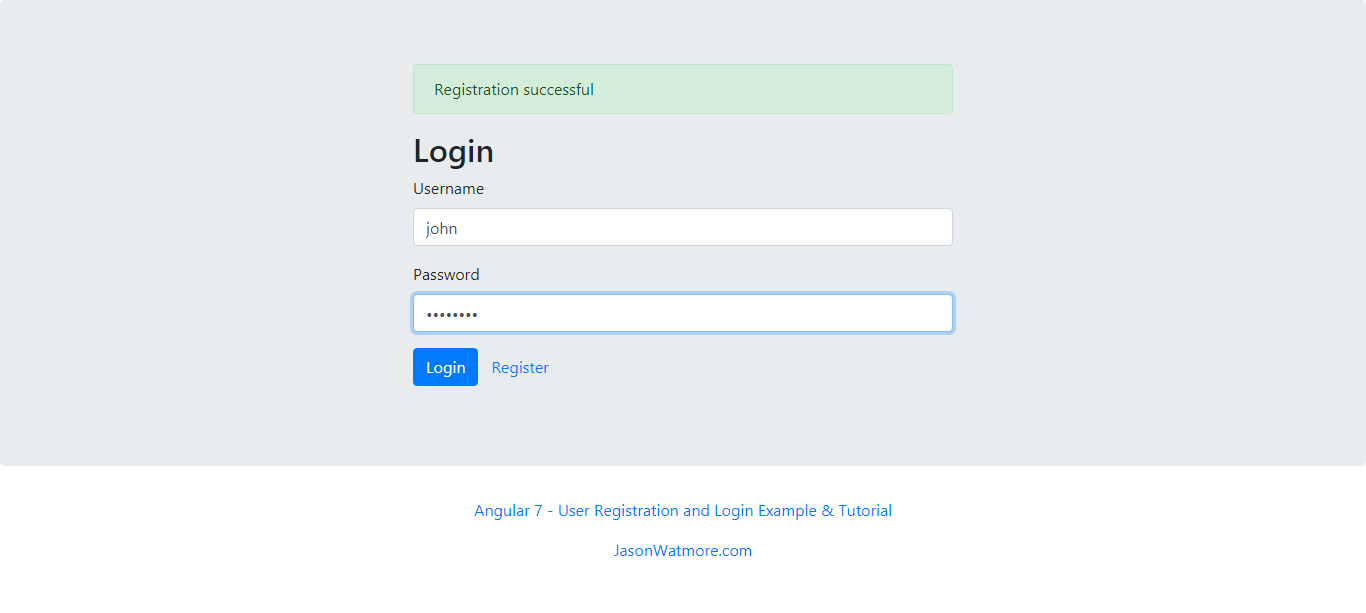 Registration successful
Login
Username
john
Password
••••••••
Login Register
Angular 7 - User Registration and Login Example & Tutorial
JasonWatmore.com